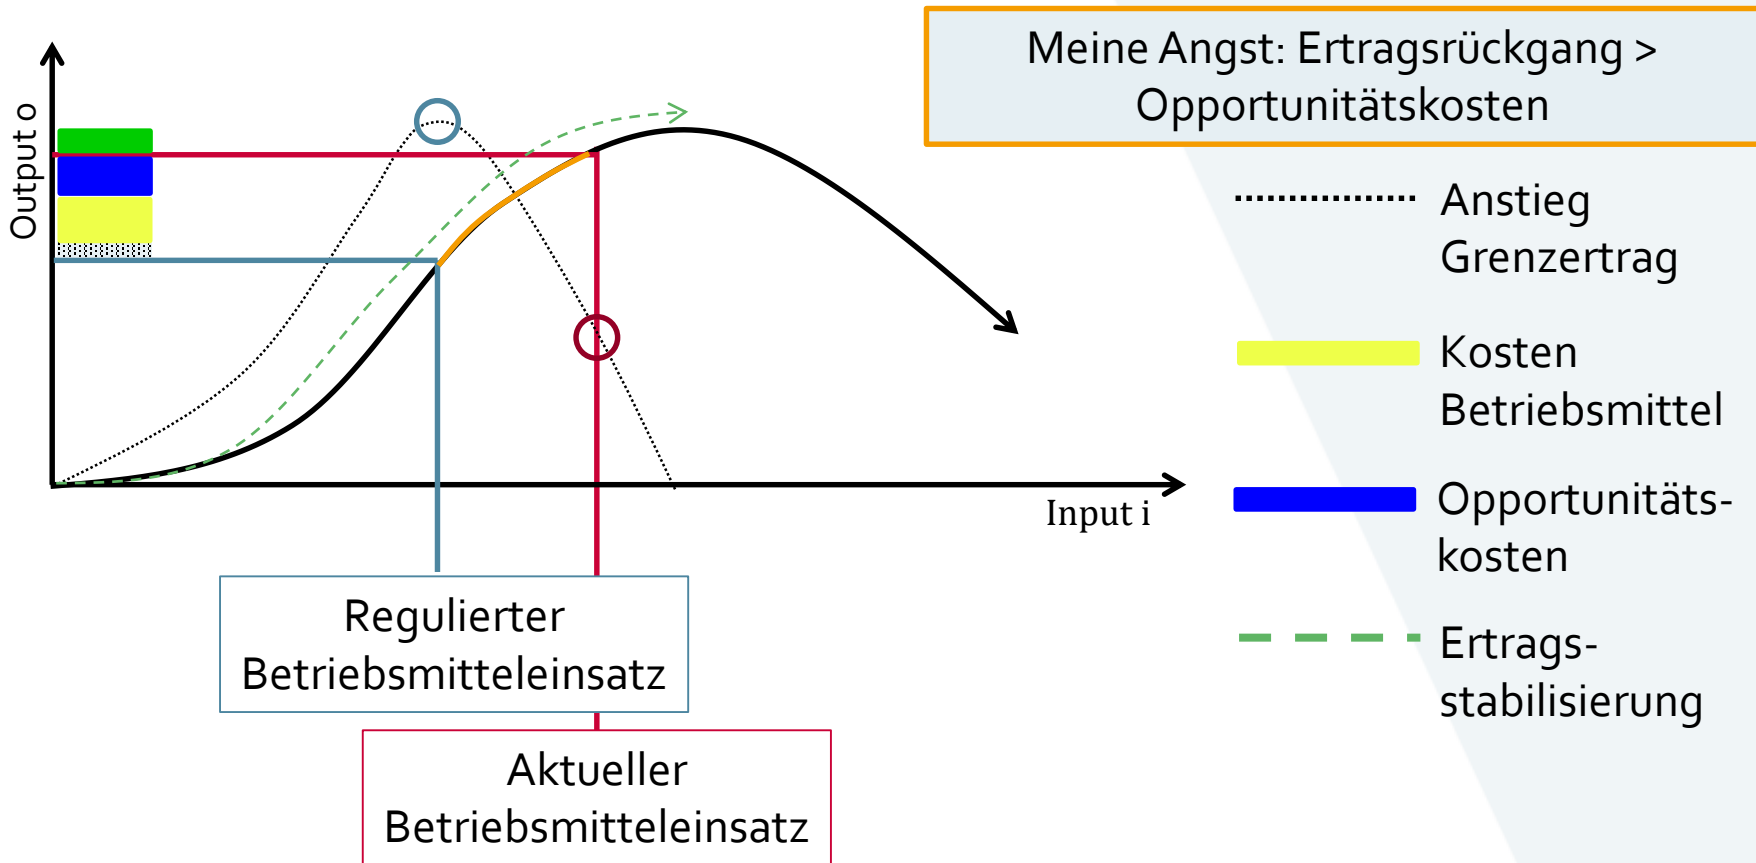 Meine Angst: Ertragsrückgang >
Opportunitätskosten
Output o
Anstieg
Grenzertrag
Kosten
Betriebsmittel
Opportunitäts-
kosten
Ertrags-
stabilisierung
Input i
Regulierter
Betriebsmitteleinsatz
Aktueller
Betriebsmitteleinsatz